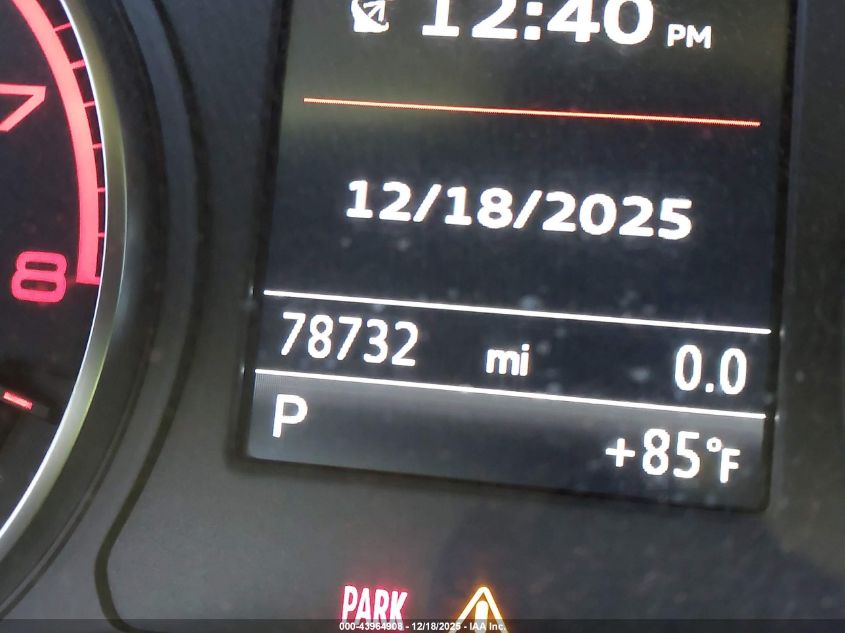 12:40 PM
7
12/18/2025
8
78732 mi 0.0
P +85°F
PARK
000-43964908 - 12/18/2025 - IAA Inc.